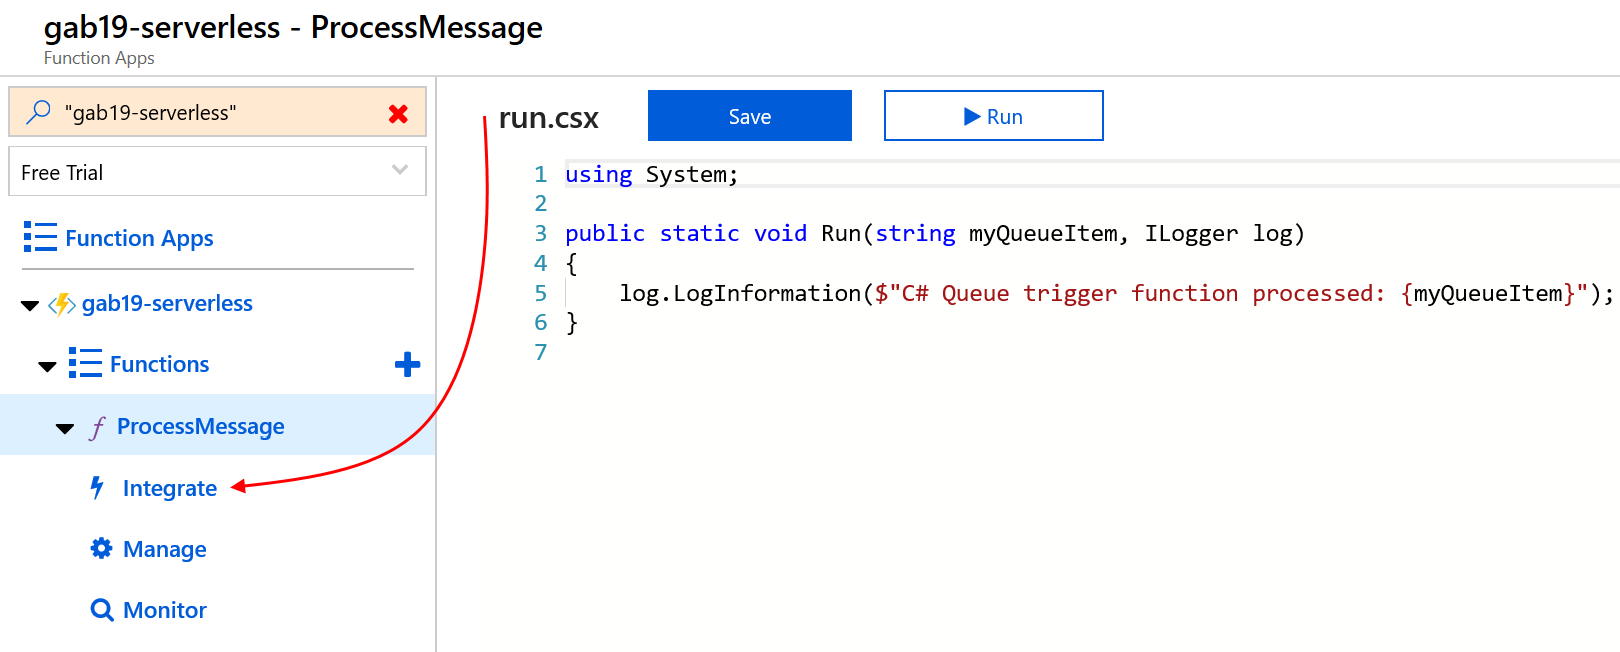 gab19-serverless - ProcessMessage
Function Apps
"gab19-serverless"
Free Trial
Function Apps
gab19-serverless
Functions
ProcessMessage
Integrate
Manage
Monitor
run.csx Save Run
1 using System;
2
3 public static void Run(string myQueueItem, ILogger log)
4 {
5     log.LogInformation($"C# Queue trigger function processed: {myQueueItem}");
6 }
7